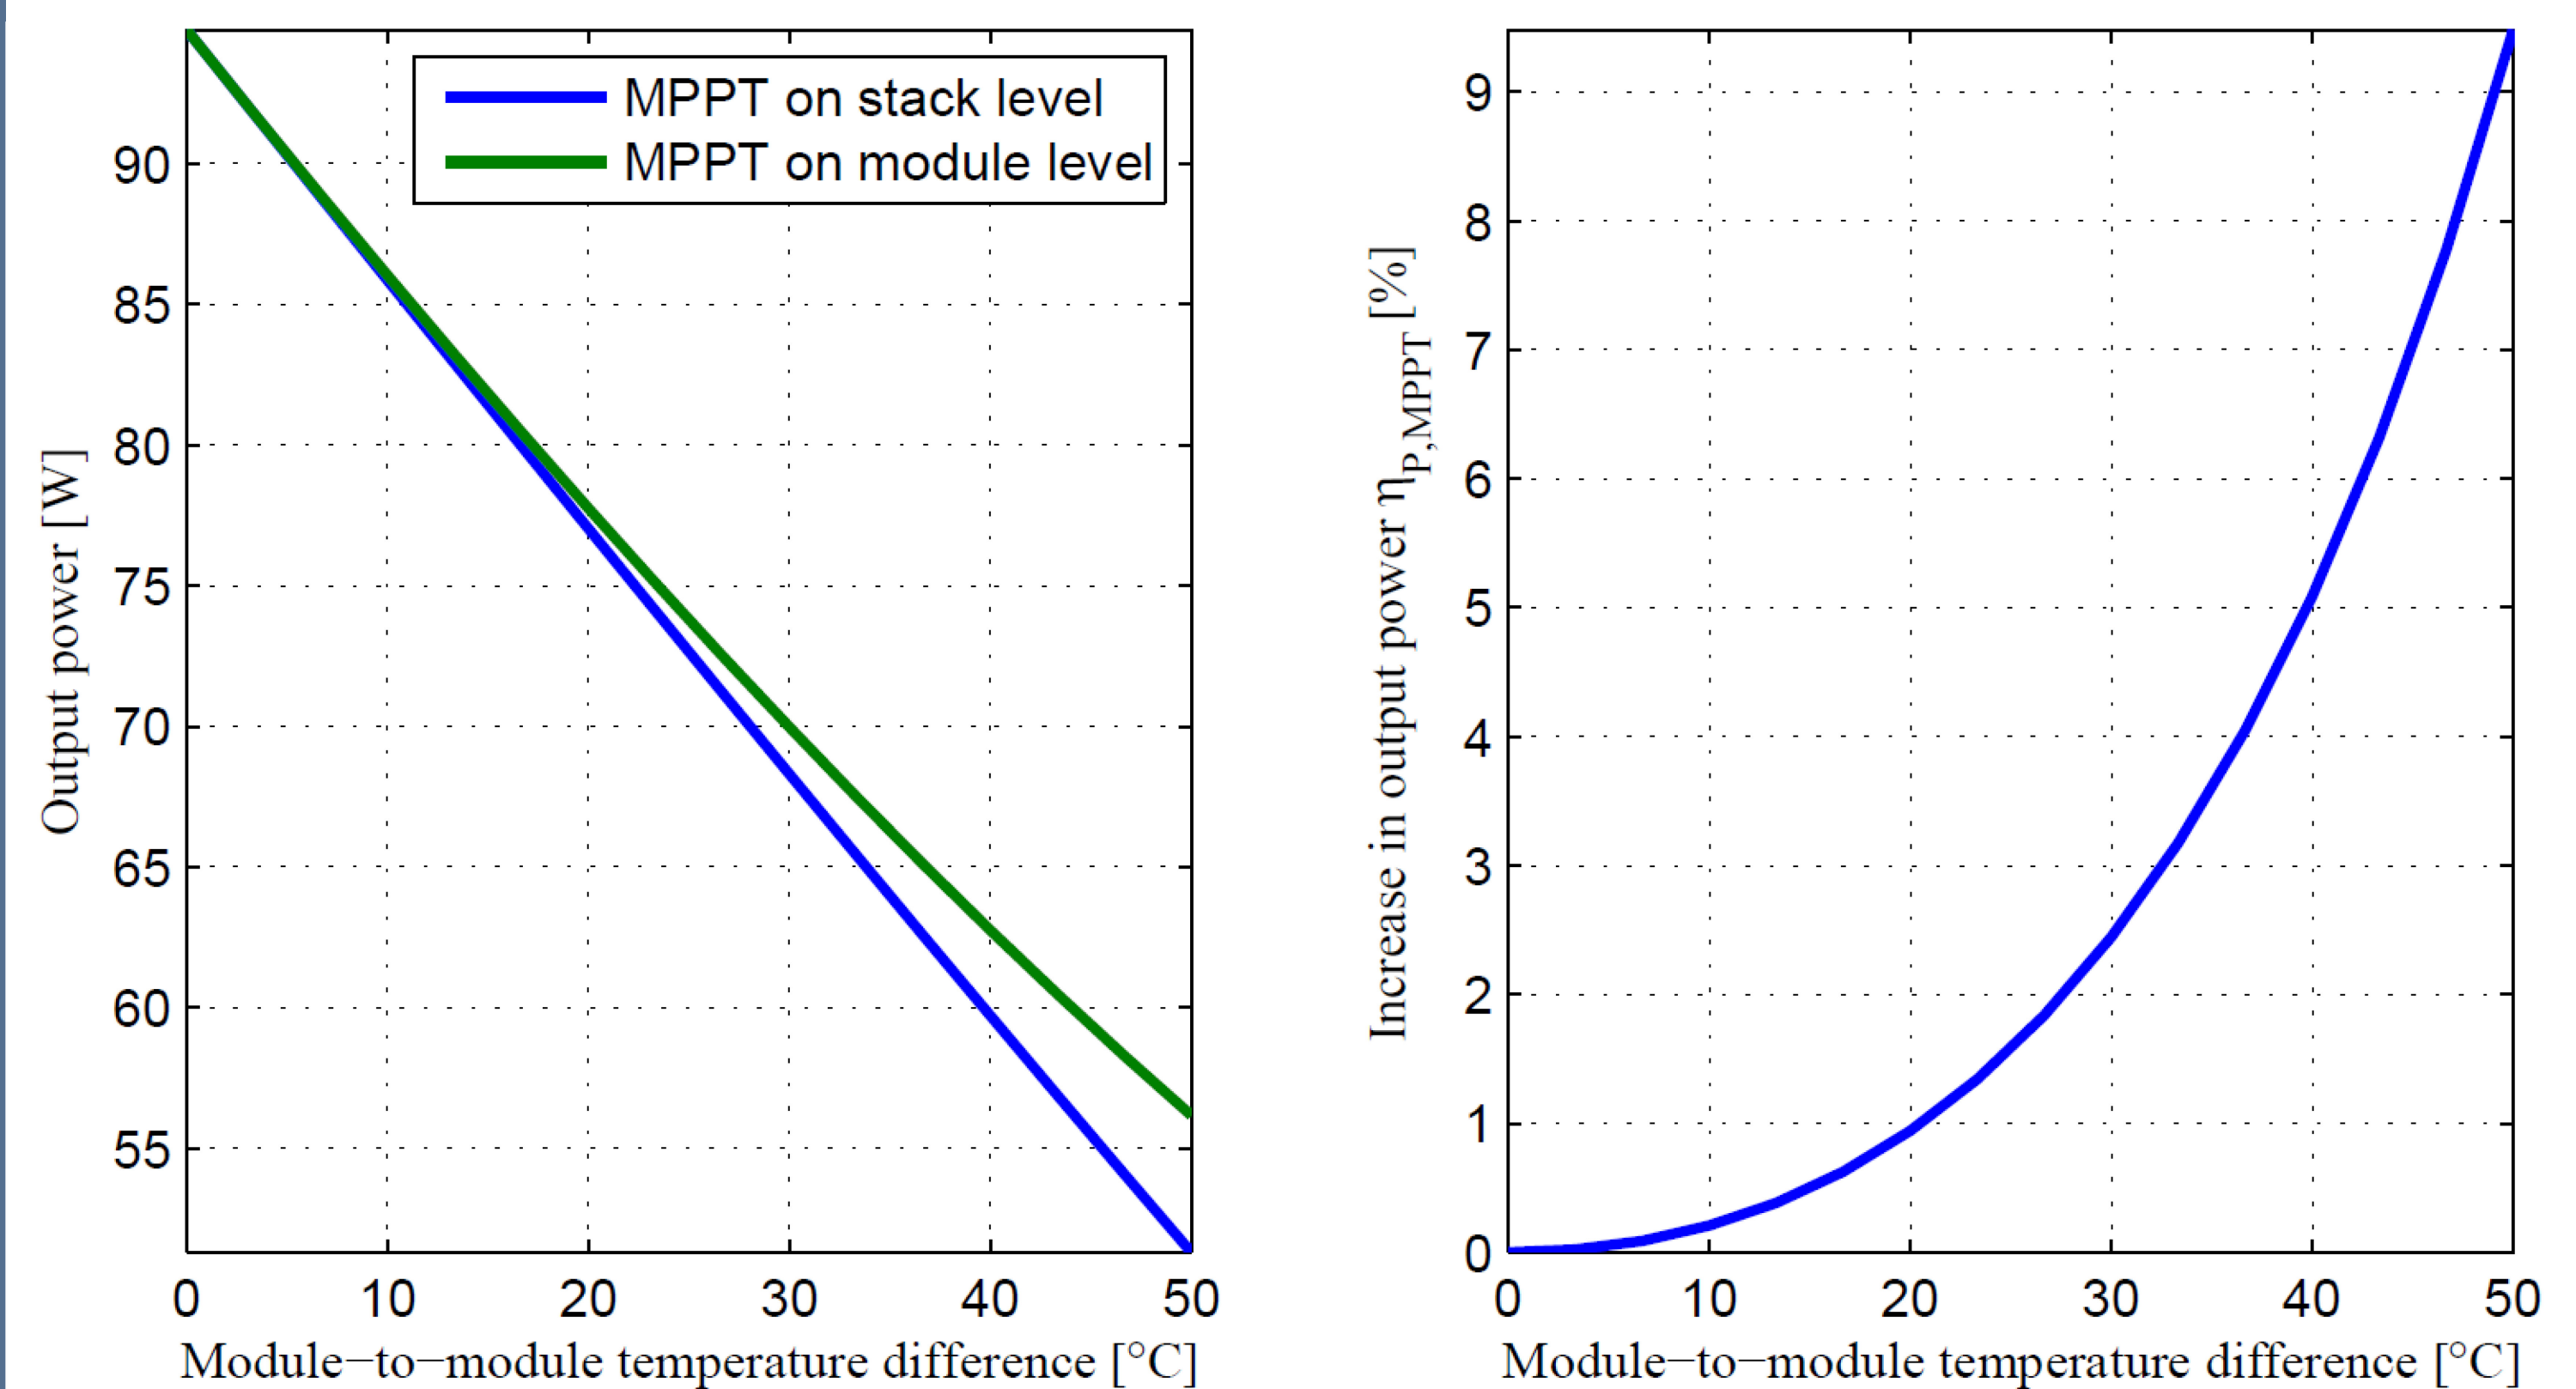 MPPT on stack level
MPPT on module level
90
85
80
75
70
65
60
55
0 10 20 30 40 50
Output power [W]
Module−to−module temperature difference [°C]
9
8
7
6
5
4
3
2
1
0
0 10 20 30 40 50
Increase in output power ηP,MPPT [%]
Module−to−module temperature difference [°C]